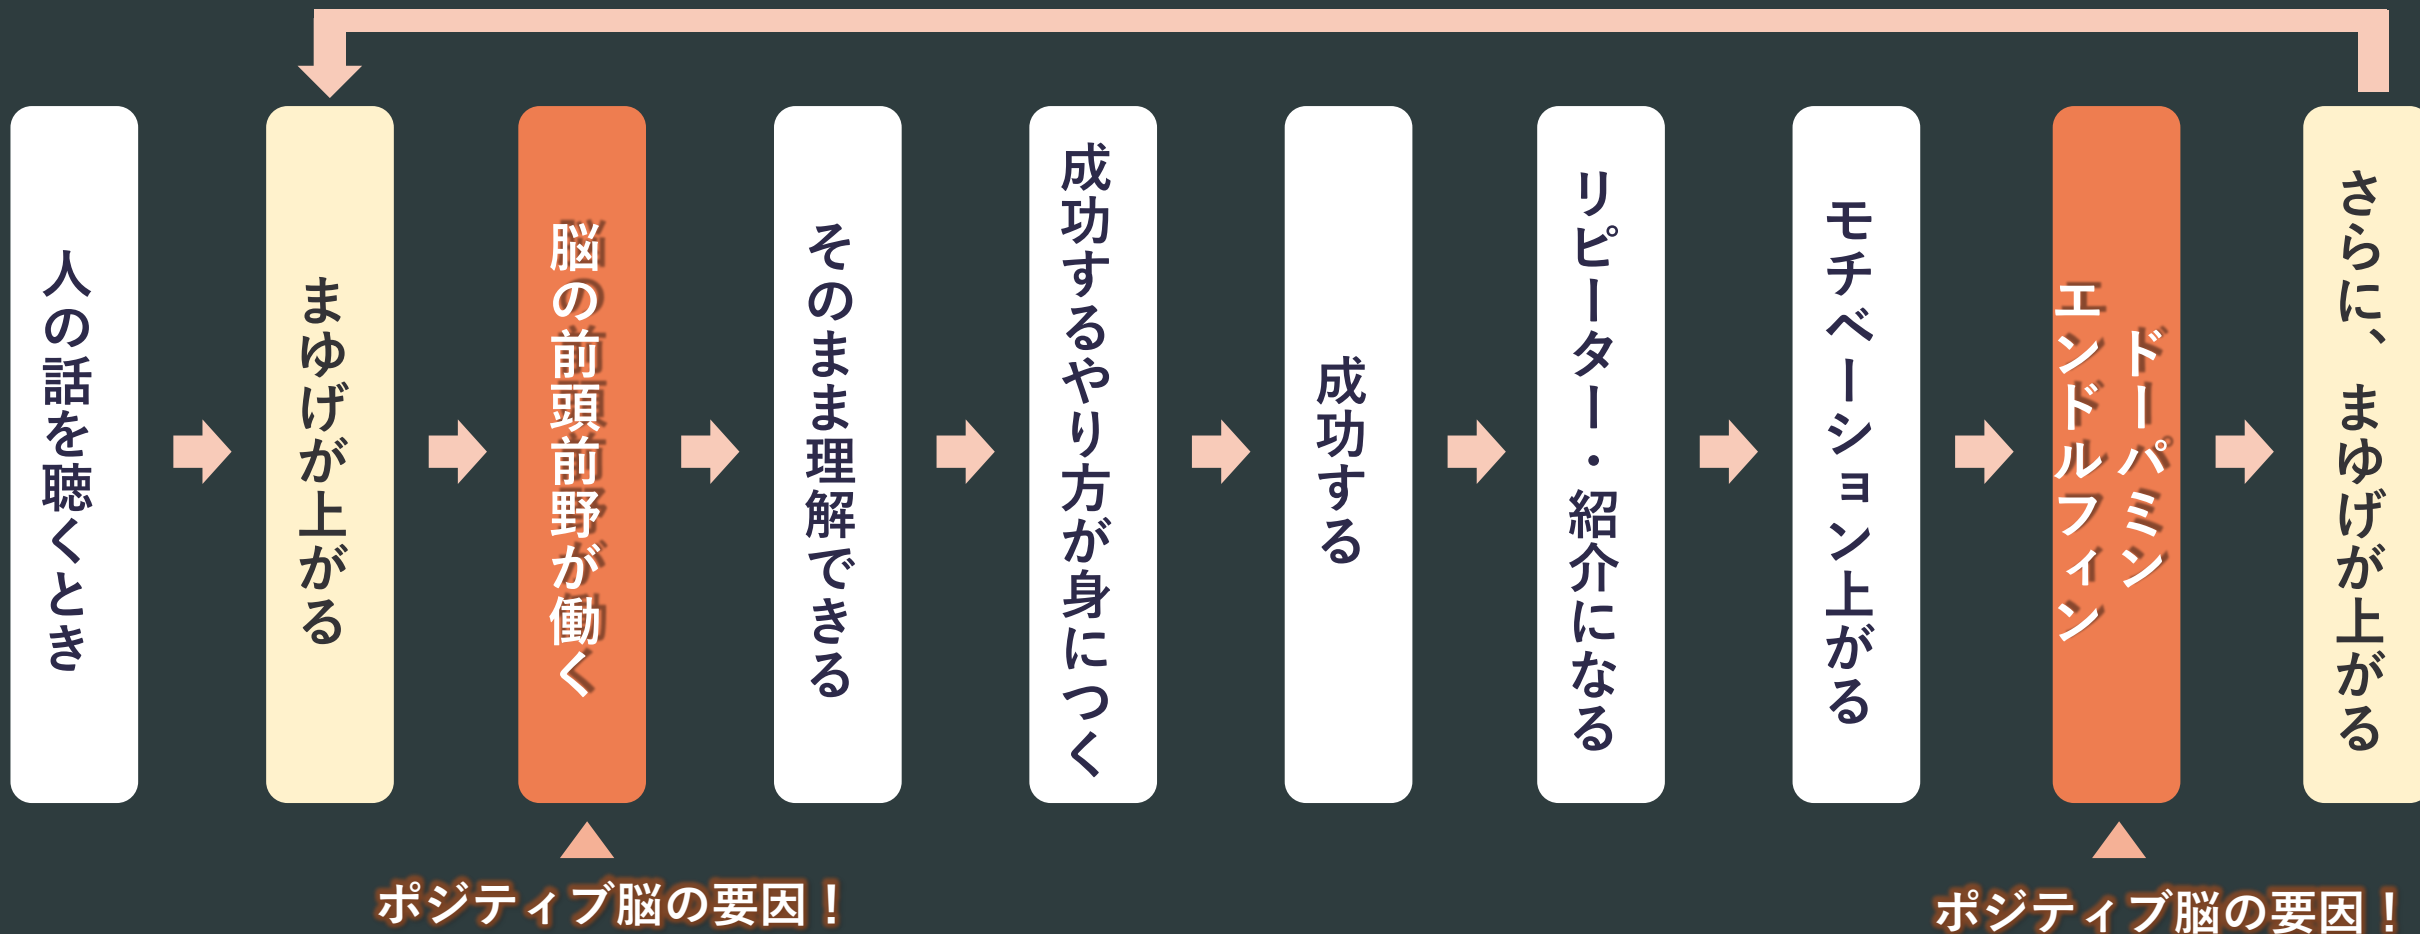 人の話を聴くとき
まゆげが上がる
脳の前頭前野が働く
そのまま理解できる
成功するやり方が身につく
成功する
リピーター・紹介になる
モチベーション上がる
ドーパミン
エンドルフィン
さらに、まゆげが上がる
ポジティブ脳の要因！
ポジティブ脳の要因！